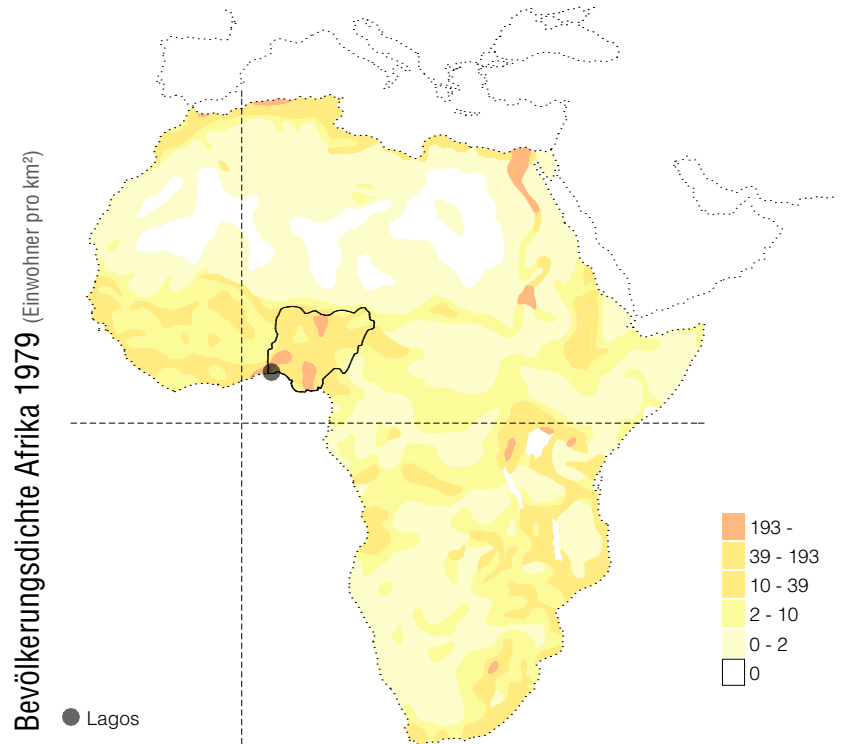 Bevölkerungsdichte Afrika 1979 (Einwohner pro km²)
193 -
39 - 193
10 - 39
2 - 10
0 - 2
0
Lagos